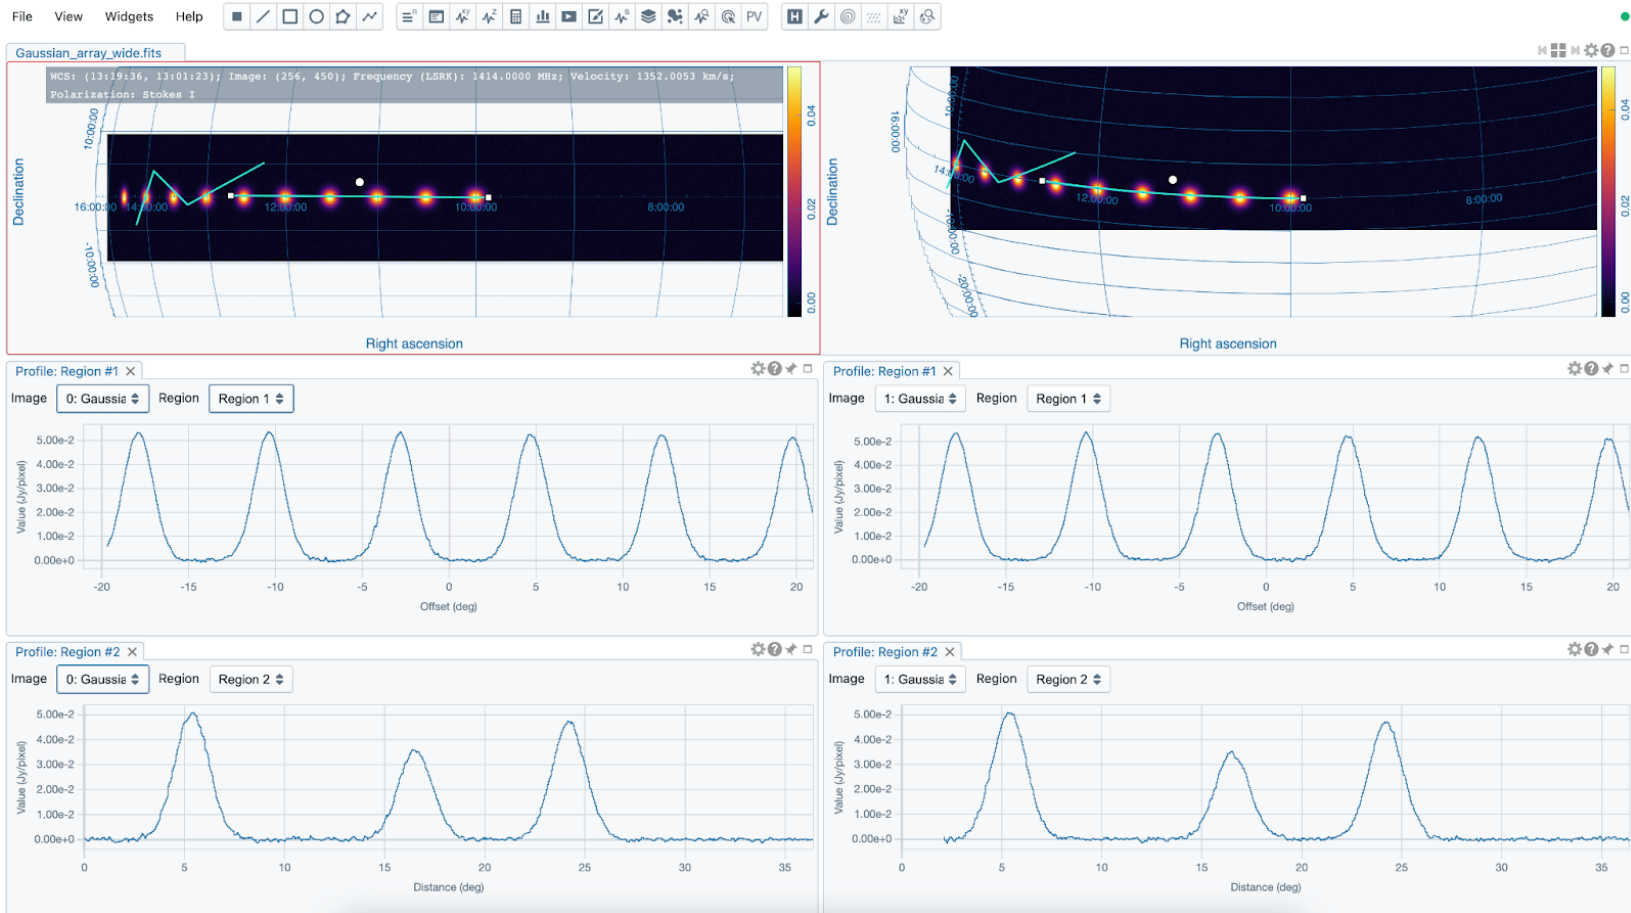 File View Widgets Help PV
Gaussian_array_wide.fits
WCS: (13:19:36, 13:01:23); Image: (256, 450); Frequency (LSRK): 1414.0000 MHz; Velocity: 1352.0053 km/s;
Polarization: Stokes I
10:00:00
-10:00:00
Declination
16:00:00 14:00:00 12:00:00 10:00:00 8:00:00
0.04
0.02
0.00
Right ascension
10:00:00
16:00:00
Declination
14:00:00 12:00:00 10:00:00 8:00:00
-10:00:00
-20:00:00
0.04
0.02
0.00
Right ascension
Profile: Region #1
Image 0: Gaussia Region Region 1
Value (Jy/pixel)
5.00e-2
4.00e-2
3.00e-2
2.00e-2
1.00e-2
0.00e+0
-20 -15 -10 -5 0 5 10 15 20
Offset (deg)
Profile: Region #1
Image 1: Gaussia Region Region 1
Value (Jy/pixel)
5.00e-2
4.00e-2
3.00e-2
2.00e-2
1.00e-2
0.00e+0
-20 -15 -10 -5 0 5 10 15 20
Offset (deg)
Profile: Region #2
Image 0: Gaussia Region Region 2
Value (Jy/pixel)
5.00e-2
4.00e-2
3.00e-2
2.00e-2
1.00e-2
0.00e+0
0 5 10 15 20 25 30 35
Distance (deg)
Profile: Region #2
Image 1: Gaussia Region Region 2
Value (Jy/pixel)
5.00e-2
4.00e-2
3.00e-2
2.00e-2
1.00e-2
0.00e+0
0 5 10 15 20 25 30 35
Distance (deg)